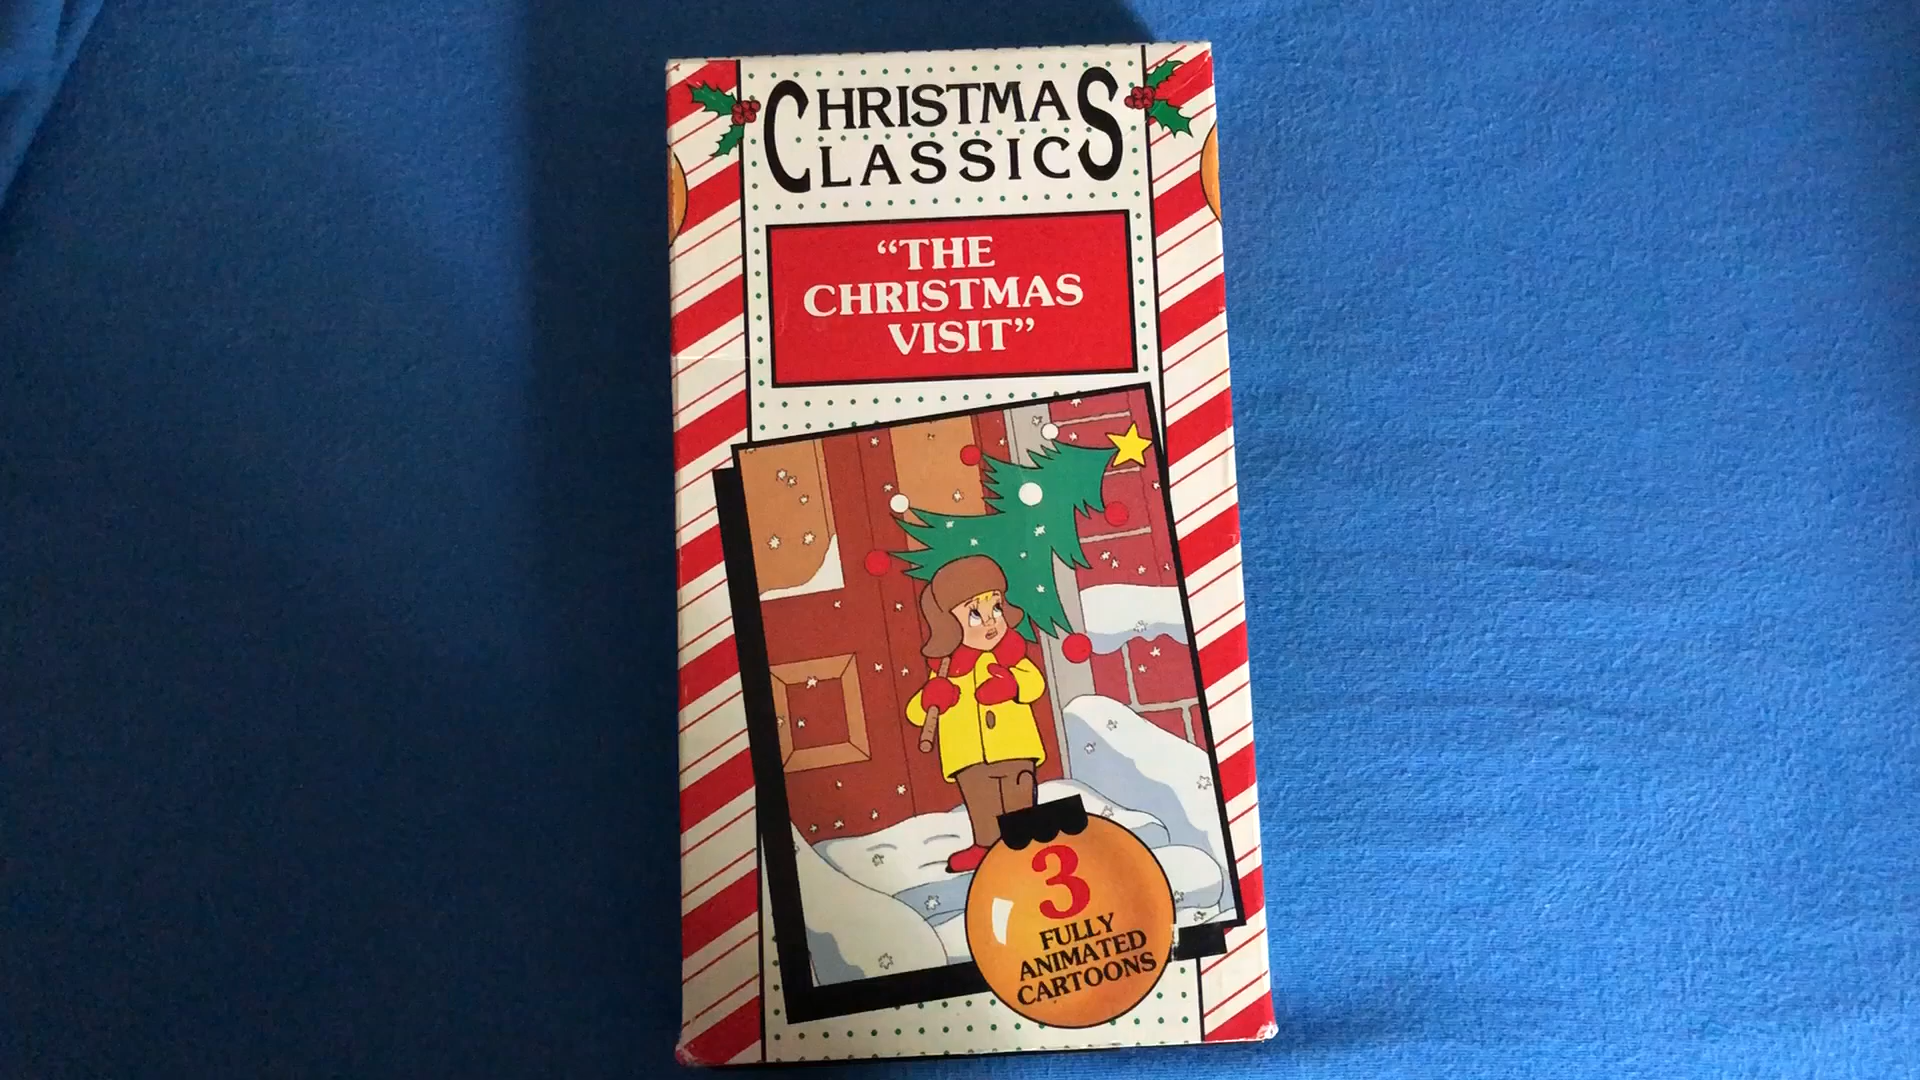 CHRISTMAS
CLASSICS
“THE
CHRISTMAS
VISIT”
3
FULLY
ANIMATED
CARTOONS